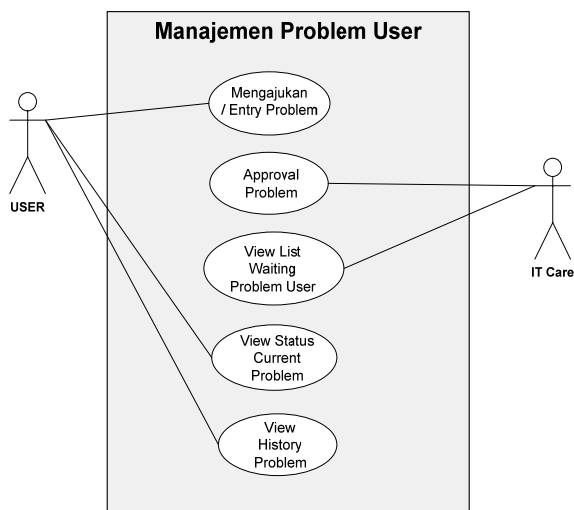 Manajemen Problem User
Mengajukan
/ Entry Problem
USER
Approval
Problem
IT Care
View List
Waiting
Problem User
View Status
Current
Problem
View
History
Problem